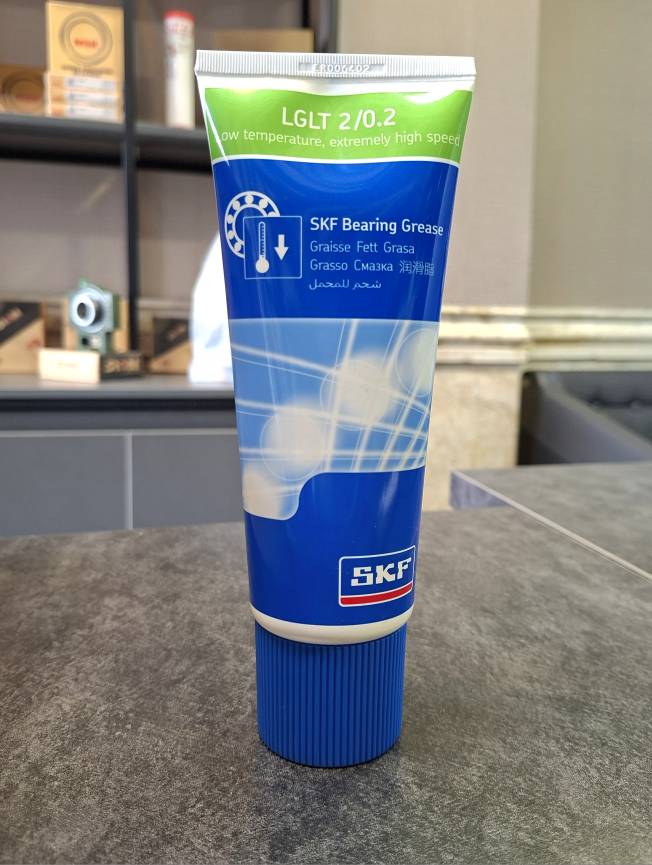 LGLT 2/0.2
low temperature, extremely high speed
SKF Bearing Grease
Graisse Fett Grasa
Grasso Смазка 润滑脂
شحم للمحمل
SKF